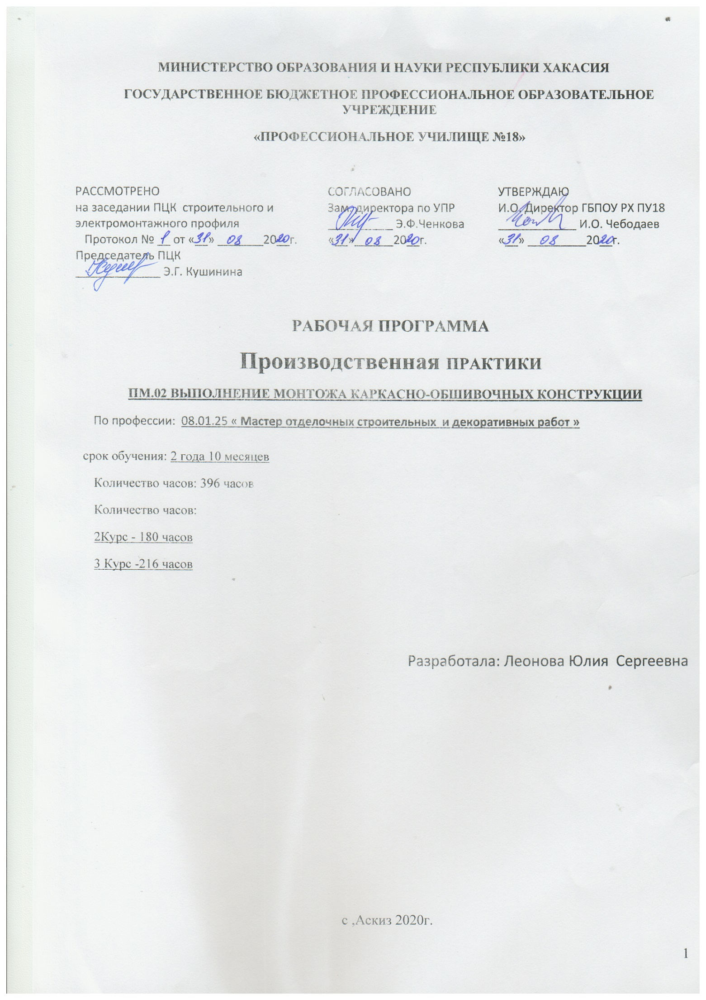 МИНИСТЕРСТВО ОБРАЗОВАНИЯ И НАУКИ РЕСПУБЛИКИ ХАКАСИЯ
ГОСУДАРСТВЕННОЕ БЮДЖЕТНОЕ ПРОФЕССИОНАЛЬНОЕ ОБРАЗОВАТЕЛЬНОЕ
УЧРЕЖДЕНИЕ
«ПРОФЕССИОНАЛЬНОЕ УЧИЛИЩЕ №18»
РАССМОТРЕНО
на заседании ПЦК строительного и
электромонтажного профиля
Протокол № 1 от «31» 08 2020г.
Председатель ПЦК
Э.Г. Кушинина
СОГЛАСОВАНО
Зам. директора по УПР
Э.Ф.Ченкова
«31» 08 2020г.
УТВЕРЖДАЮ
И.О. Директор ГБПОУ РХ ПУ18
И.О. Чебодаев
«31» 08 2020г.
РАБОЧАЯ ПРОГРАММА
Производственная ПРАКТИКИ
ПМ.02 ВЫПОЛНЕНИЕ МОНТОЖА КАРКАСНО-ОБШИВОЧНЫХ КОНСТРУКЦИИ
По профессии: 08.01.25 « Мастер отделочных строительных и декоративных работ »
срок обучения: 2 года 10 месяцев
Количество часов: 396 часов
Количество часов:
2Курс - 180 часов
3 Курс -216 часов
Разработала: Леонова Юлия Сергеевна
с ,Аскиз 2020г.
1